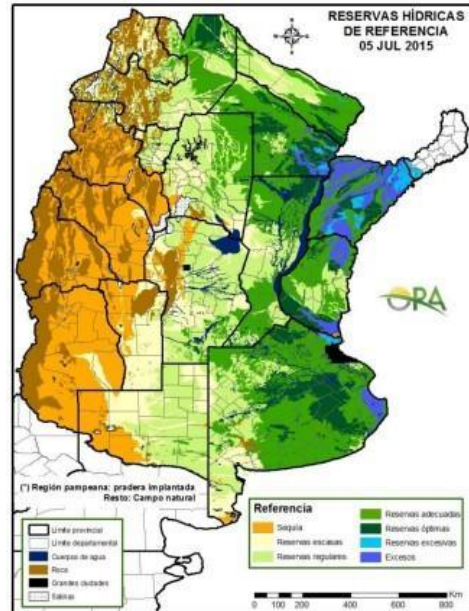 RESERVAS HÍDRICAS
DE REFERENCIA
05 JUL 2015
ORA
(*) Región pampeana: pradera implantada
Resto: Campo natural
Límite provincial
Límite departamental
Cuerpos de agua
Roca
Grandes ciudades
Salinas
Referencia
Sequía
Reservas escasas
Reservas regulares
Reservas adecuadas
Reservas óptimas
Reservas excesivas
Excesos
0 100 200 400 600 800 Km